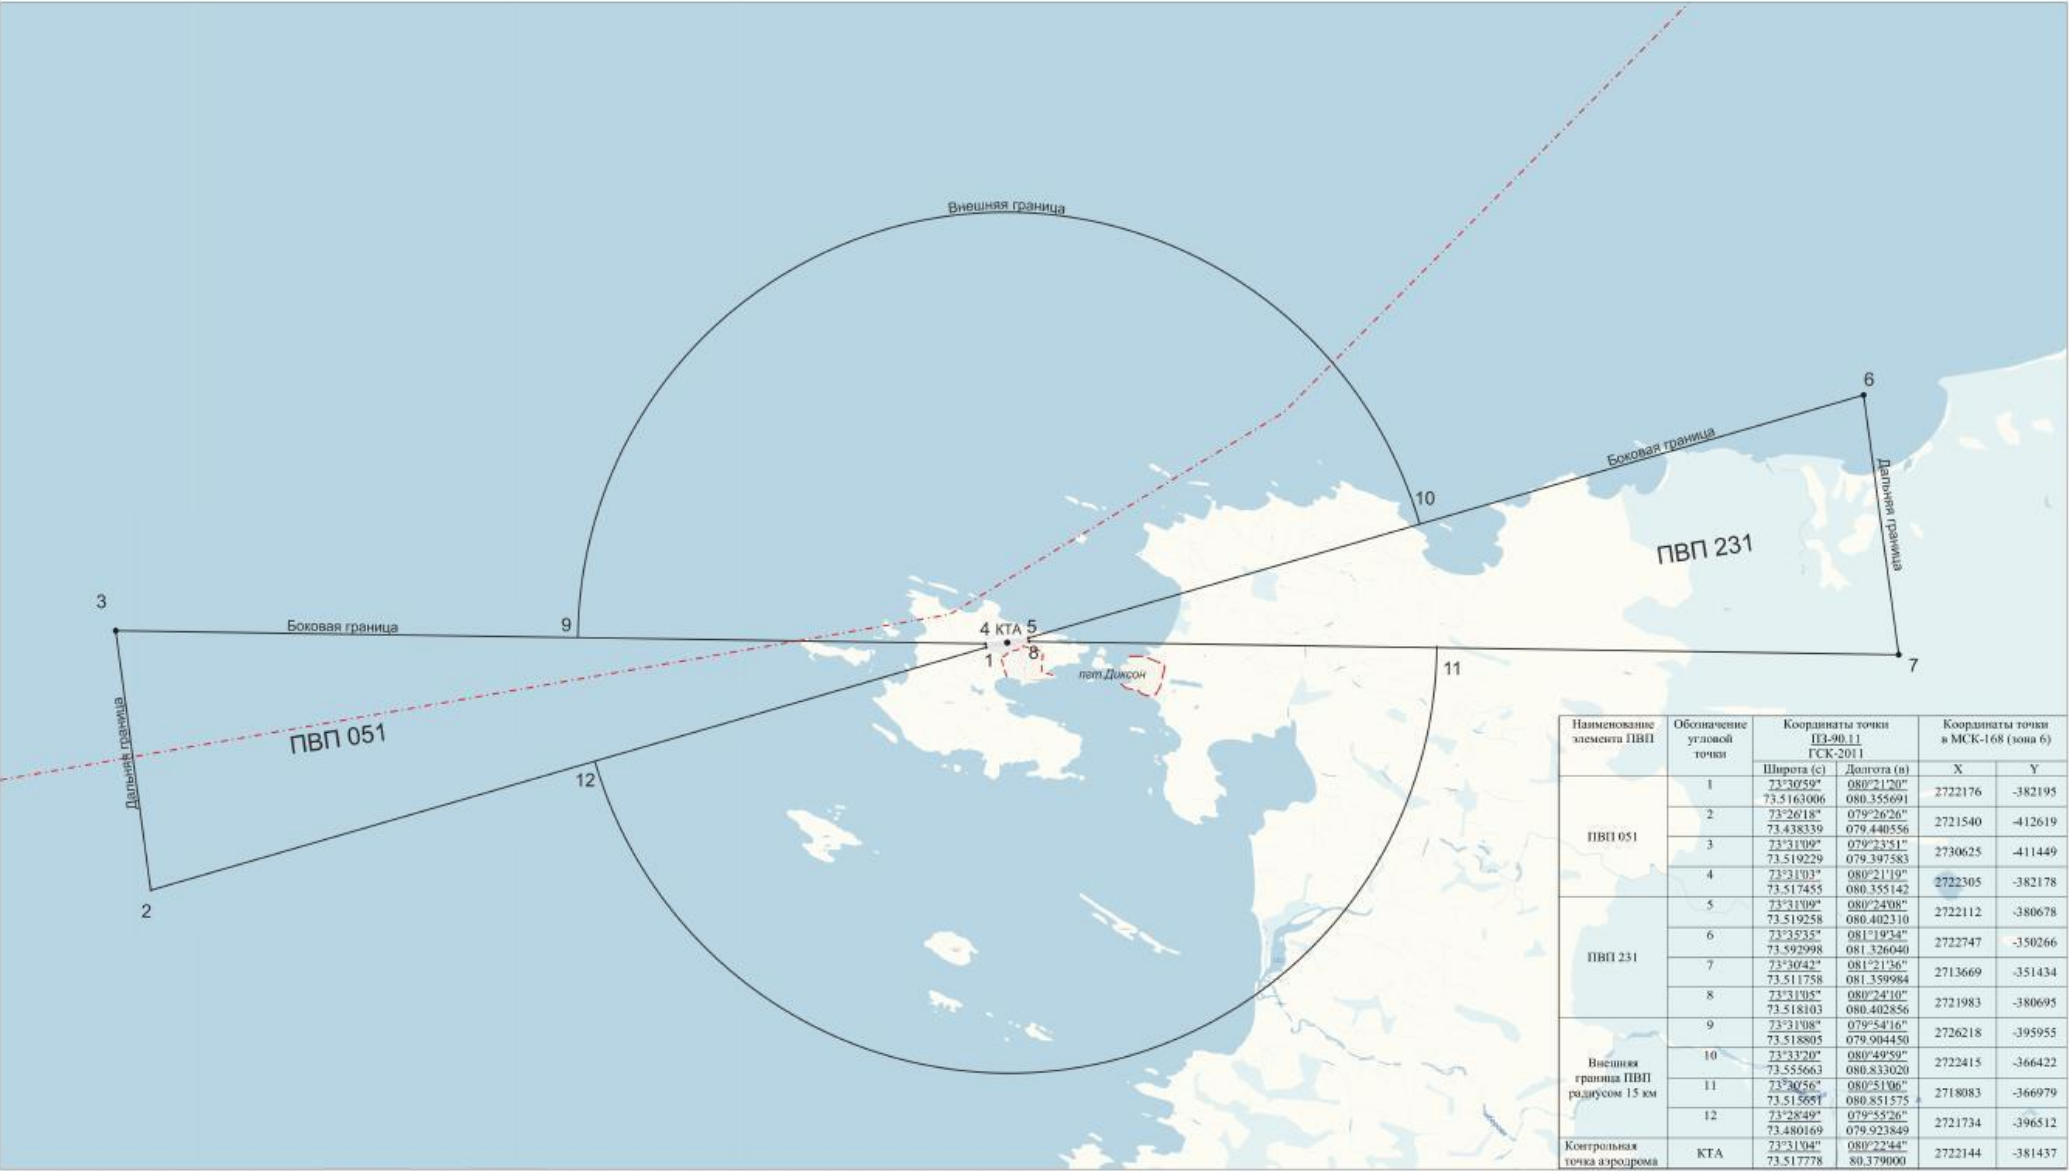 Внешняя граница
6
Боковая граница
Дальняя граница
10
ПВП 231
3
Боковая граница
9
4 КТА 5
1 8
пгт.Диксон
11
7
Дальняя граница
ПВП 051
12
2
Наименование элемента ПВП | Обозначение угловой точки | Координаты точки ПЗ-90.11 ГСК-2011 | Координаты точки в МСК-168 (зона 6)
Широта (с) | Долгота (в) | X | Y
ПВП 051
1 | 73°30'59" 73.5163006 | 080°21'20" 080.355691 | 2722176 | -382195
2 | 73°26'18" 73.438339 | 079°26'26" 079.440556 | 2721540 | -412619
3 | 73°31'09" 73.519229 | 079°23'51" 079.397583 | 2730625 | -411449
4 | 73°31'03" 73.517455 | 080°21'19" 080.355142 | 2722305 | -382178
ПВП 231
5 | 73°31'09" 73.519258 | 080°24'08" 080.402310 | 2722112 | -380678
6 | 73°35'35" 73.592998 | 081°19'34" 081.326040 | 2722747 | -350266
7 | 73°30'42" 73.511758 | 081°21'36" 081.359984 | 2713669 | -351434
8 | 73°31'05" 73.518103 | 080°24'10" 080.402856 | 2721983 | -380695
Внешняя граница ПВП радиусом 15 км
9 | 73°31'08" 73.518805 | 079°54'16" 079.904450 | 2726218 | -395955
10 | 73°33'20" 73.555663 | 080°49'59" 080.833020 | 2722415 | -366422
11 | 73°30'56" 73.515651 | 080°51'06" 080.851575 | 2718083 | -366979
12 | 73°28'49" 73.480169 | 079°55'26" 079.923849 | 2721734 | -396512
Контрольная точка аэродрома | КТА | 73°31'04" 73.517778 | 080°22'44" 80.379000 | 2722144 | -381437